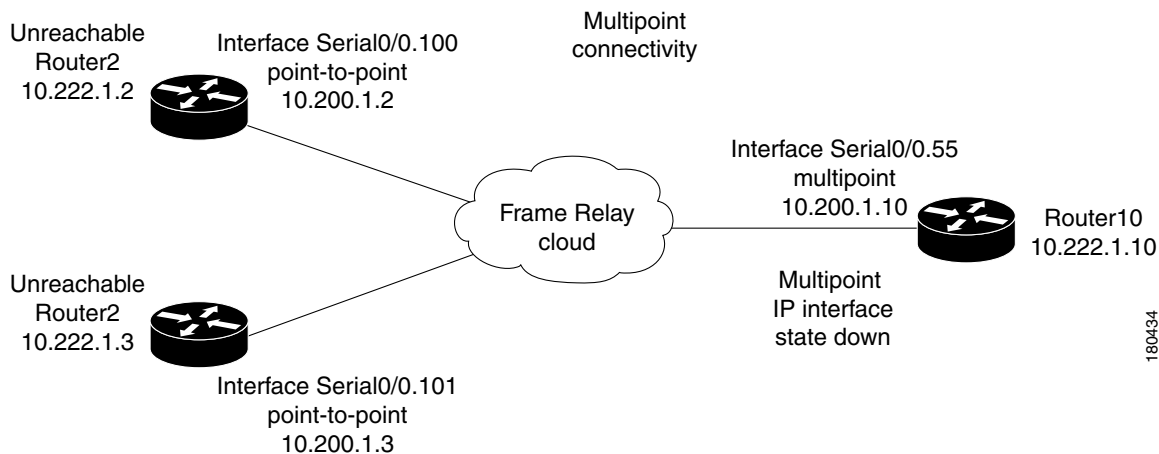 Multipoint
connectivity
Unreachable
Router2
10.222.1.2
Interface Serial0/0.100
point-to-point
10.200.1.2
Interface Serial0/0.55
multipoint
10.200.1.10
Frame Relay
cloud
Router10
10.222.1.10
Unreachable
Router2
10.222.1.3
Multipoint
IP interface
state down
Interface Serial0/0.101
point-to-point
10.200.1.3
180434